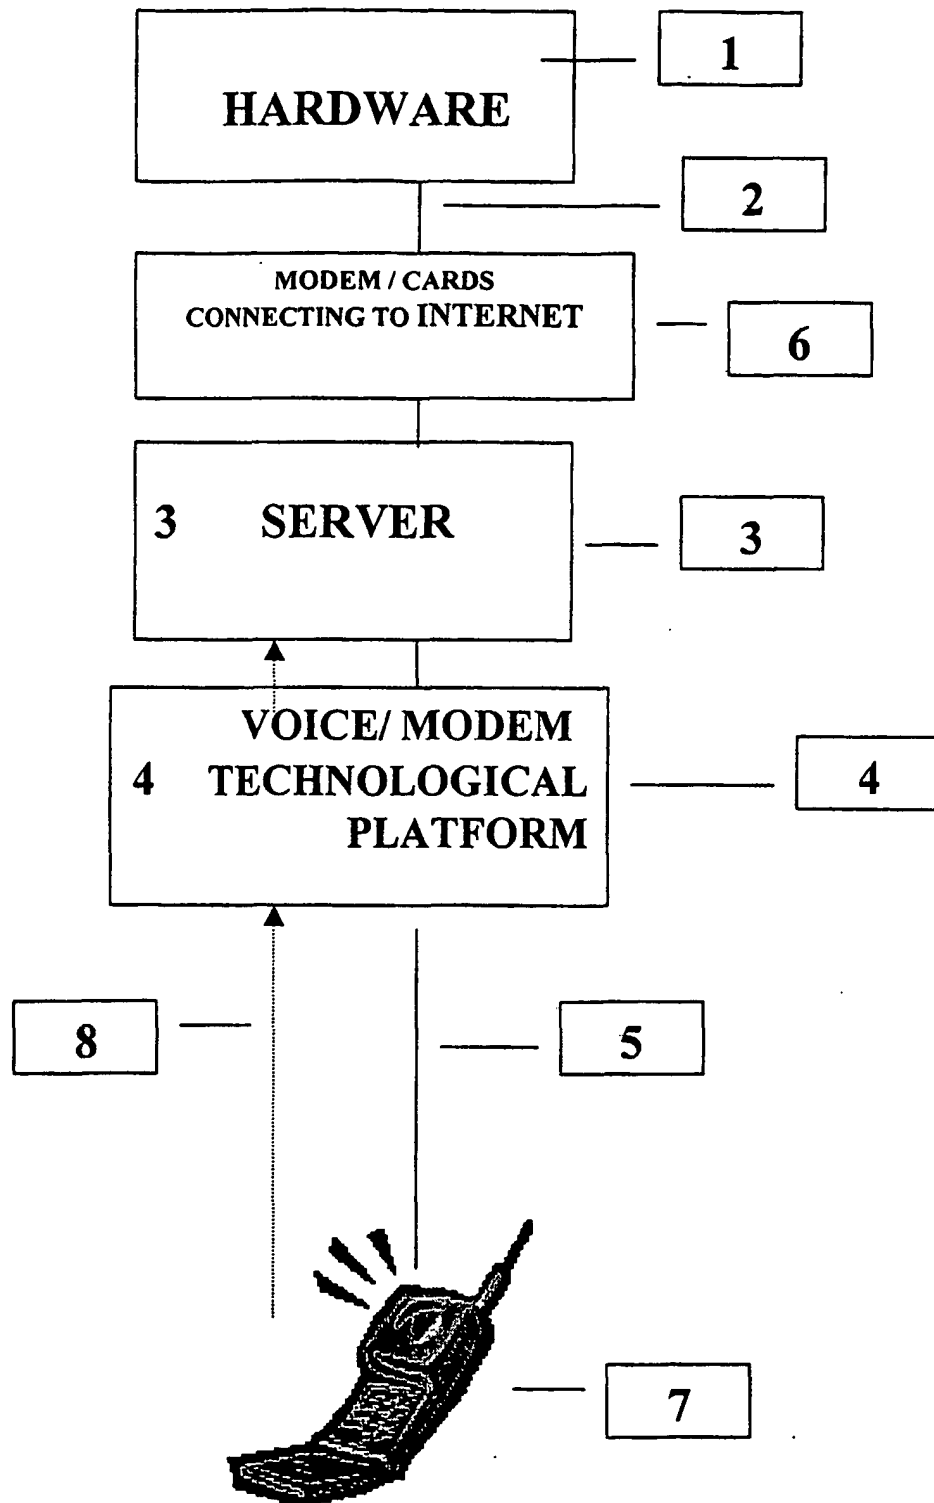 1
HARDWARE
2
MODEM / CARDS
CONNECTING TO INTERNET
6
3 SERVER
3
VOICE/ MODEM
4 TECHNOLOGICAL
4
PLATFORM
8
5
7